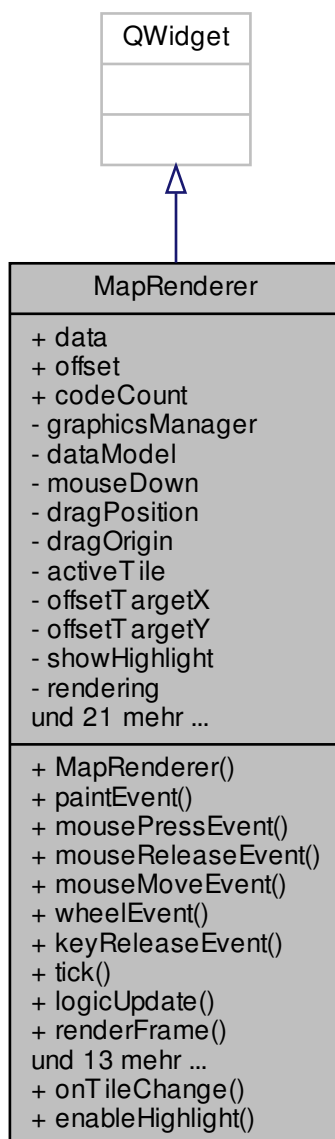 QWidget
MapRenderer
+ data
+ offset
+ codeCount
- graphicsManager
- dataModel
- mouseDown
- dragPosition
- dragOrigin
- activeTile
- offsetTargetX
- offsetTargetY
- showHighlight
- rendering
und 21 mehr ...
+ MapRenderer()
+ paintEvent()
+ mousePressEvent()
+ mouseReleaseEvent()
+ mouseMoveEvent()
+ wheelEvent()
+ keyReleaseEvent()
+ tick()
+ logicUpdate()
+ renderFrame()
und 13 mehr ...
+ onTileChange()
+ enableHighlight()